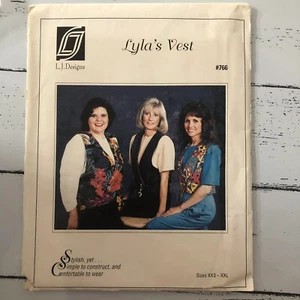 Lyla's Vest
L.J. Designs
#766
Stylish, yet . . .
Simple to construct, and
Comfortable to wear
Sizes XXS - XXL